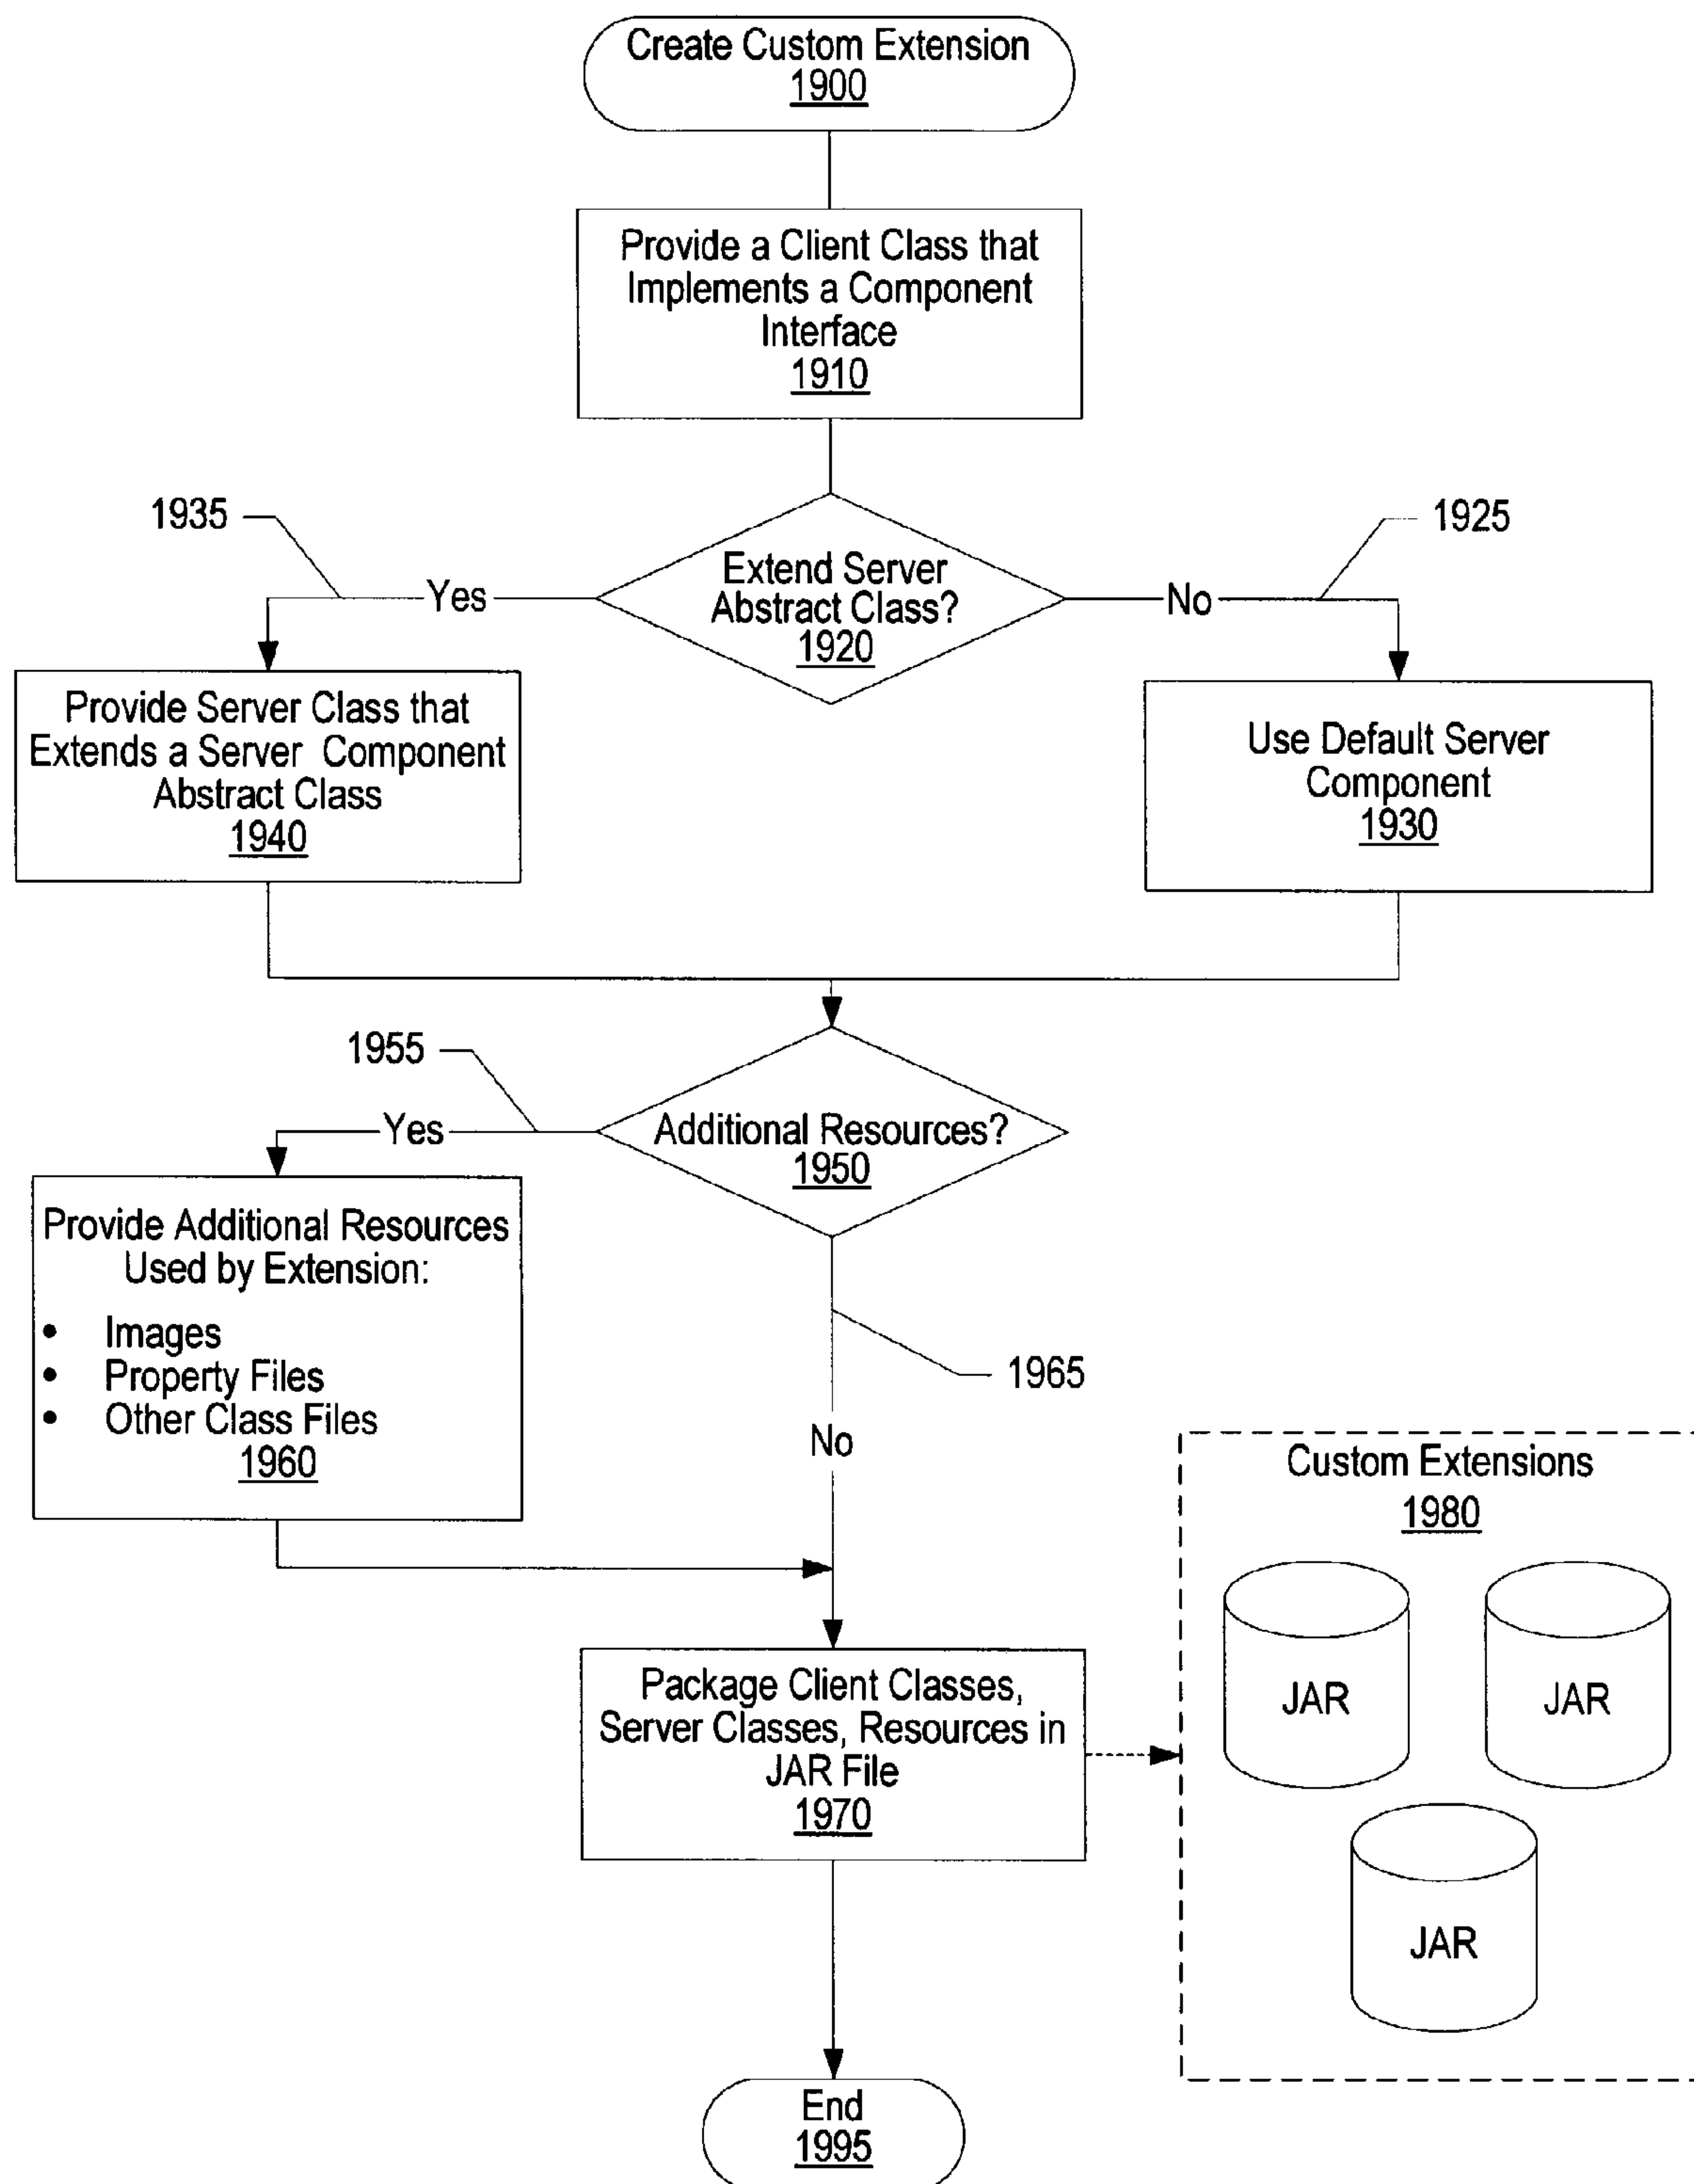 Create Custom Extension
1900
Provide a Client Class that
Implements a Component
Interface
1910
1935
1925
Extend Server
Abstract Class?
1920
Yes
No
Provide Server Class that
Extends a Server Component
Abstract Class
1940
Use Default Server
Component
1930
1955
Yes
Additional Resources?
1950
Provide Additional Resources
Used by Extension:
• Images
• Property Files
• Other Class Files
1960
1965
No
Custom Extensions
1980
JAR
JAR
JAR
Package Client Classes,
Server Classes, Resources in
JAR File
1970
End
1995